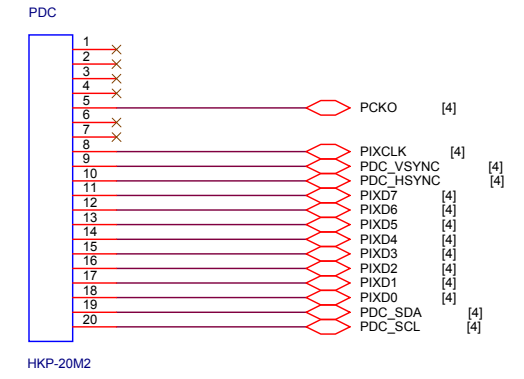 PDC
1
2
3
4
5 PCKO [4]
6
7
8 PIXCLK [4]
9 PDC_VSYNC [4]
10 PDC_HSYNC [4]
11 PIXD7 [4]
12 PIXD6 [4]
13 PIXD5 [4]
14 PIXD4 [4]
15 PIXD3 [4]
16 PIXD2 [4]
17 PIXD1 [4]
18 PIXD0 [4]
19 PDC_SDA [4]
20 PDC_SCL [4]
HKP-20M2